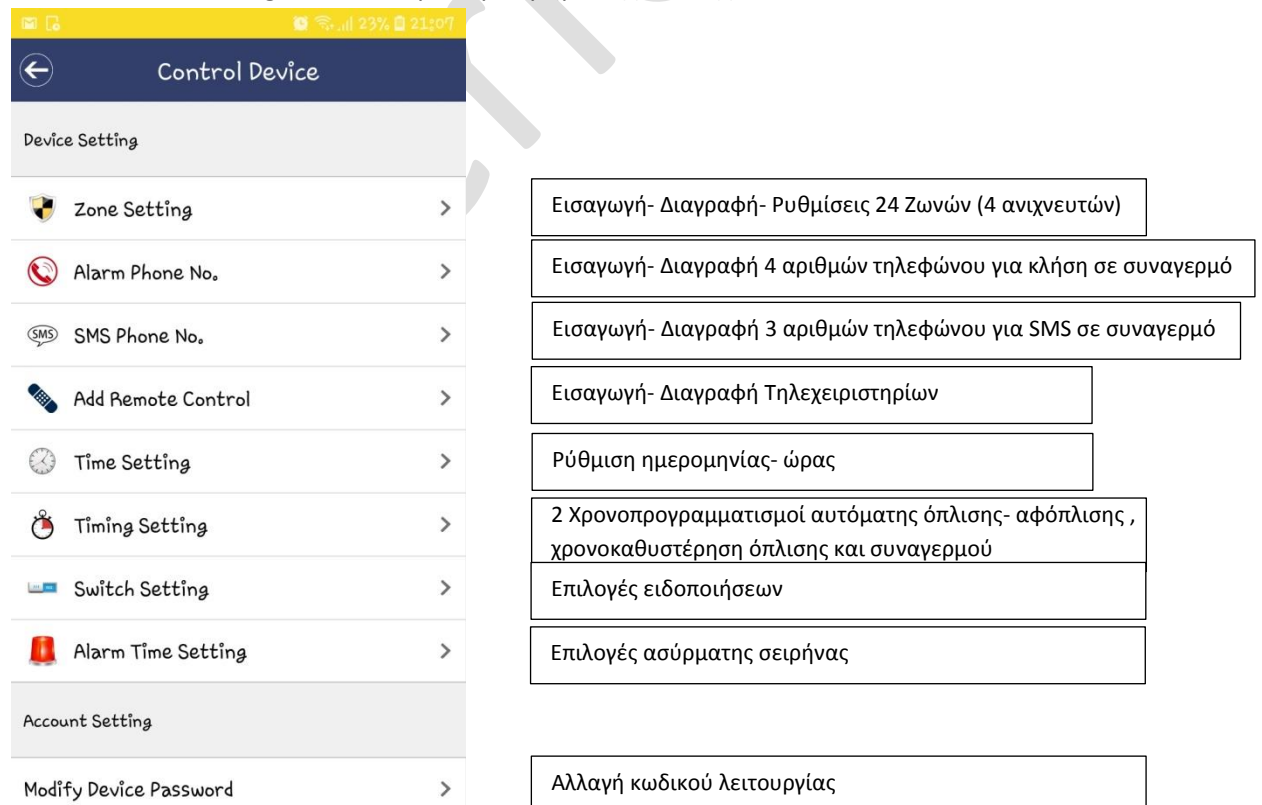 23% 21:07
Control Device
Device Setting
Zone Setting
Εισαγωγή- Διαγραφή- Ρυθμίσεις 24 Ζωνών (4 ανιχνευτών)
Alarm Phone No.
Εισαγωγή- Διαγραφή 4 αριθμών τηλεφώνου για κλήση σε συναγερμό
SMS
SMS Phone No.
Εισαγωγή- Διαγραφή 3 αριθμών τηλεφώνου για SMS σε συναγερμό
Add Remote Control
Εισαγωγή- Διαγραφή Τηλεχειριστηρίων
Time Setting
Ρύθμιση ημερομηνίας- ώρας
Timing Setting
2 Χρονοπρογραμματισμοί αυτόματης όπλισης- αφόπλισης ,
χρονοκαθυστέρηση όπλισης και συναγερμού
Switch Setting
Επιλογές ειδοποιήσεων
Alarm Time Setting
Επιλογές ασύρματης σειρήνας
Account Setting
Modify Device Password
Αλλαγή κωδικού λειτουργίας